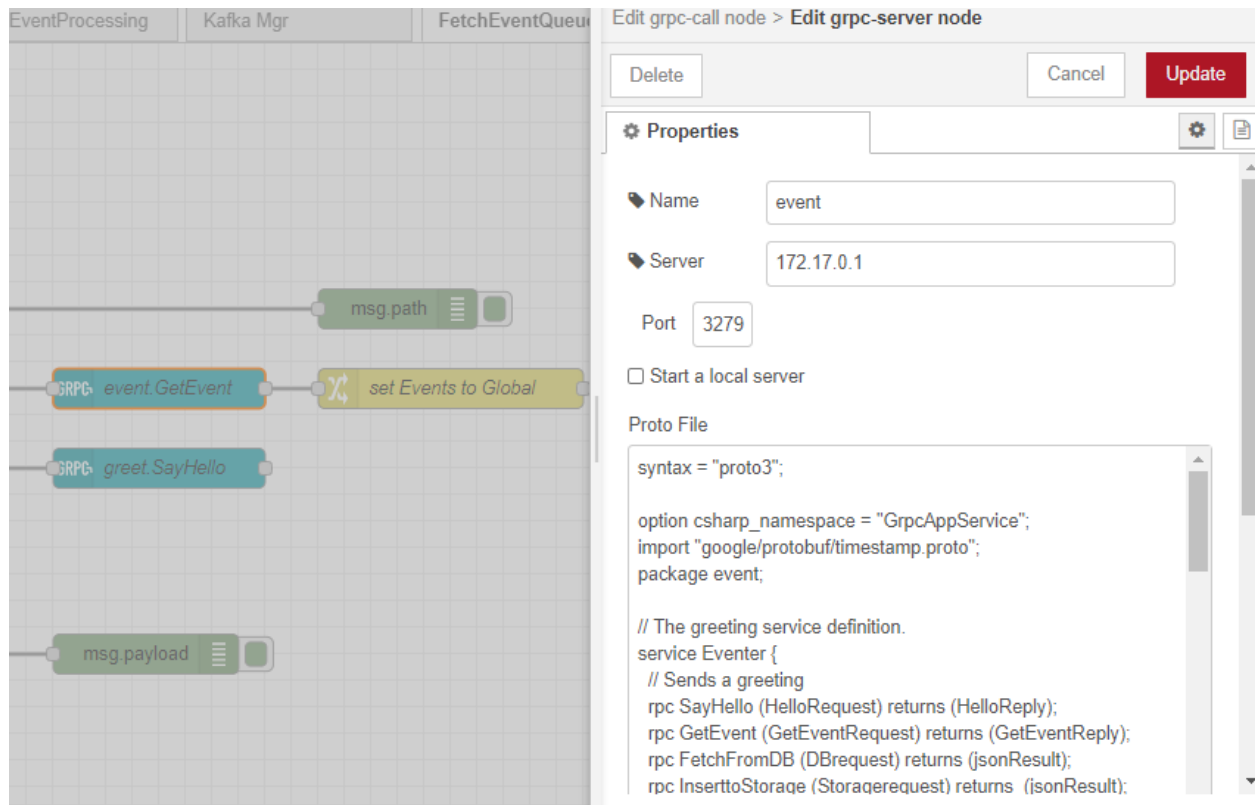 EventProcessing
Kafka Mgr
FetchEventQueu
msg.path
GRPC
event.GetEvent
set Events to Global
GRPC
greet.SayHello
msg.payload
Edit grpc-call node > Edit grpc-server node
Delete
Cancel
Update
Properties
Name
event
Server
172.17.0.1
Port
3279
Start a local server
Proto File
syntax = "proto3";
option csharp_namespace = "GrpcAppService";
import "google/protobuf/timestamp.proto";
package event;
// The greeting service definition.
service Eventer {
// Sends a greeting
rpc SayHello (HelloRequest) returns (HelloReply);
rpc GetEvent (GetEventRequest) returns (GetEventReply);
rpc FetchFromDB (DBrequest) returns (jsonResult);
rpc InserttoStorage (Storagerequest) returns  (jsonResult);